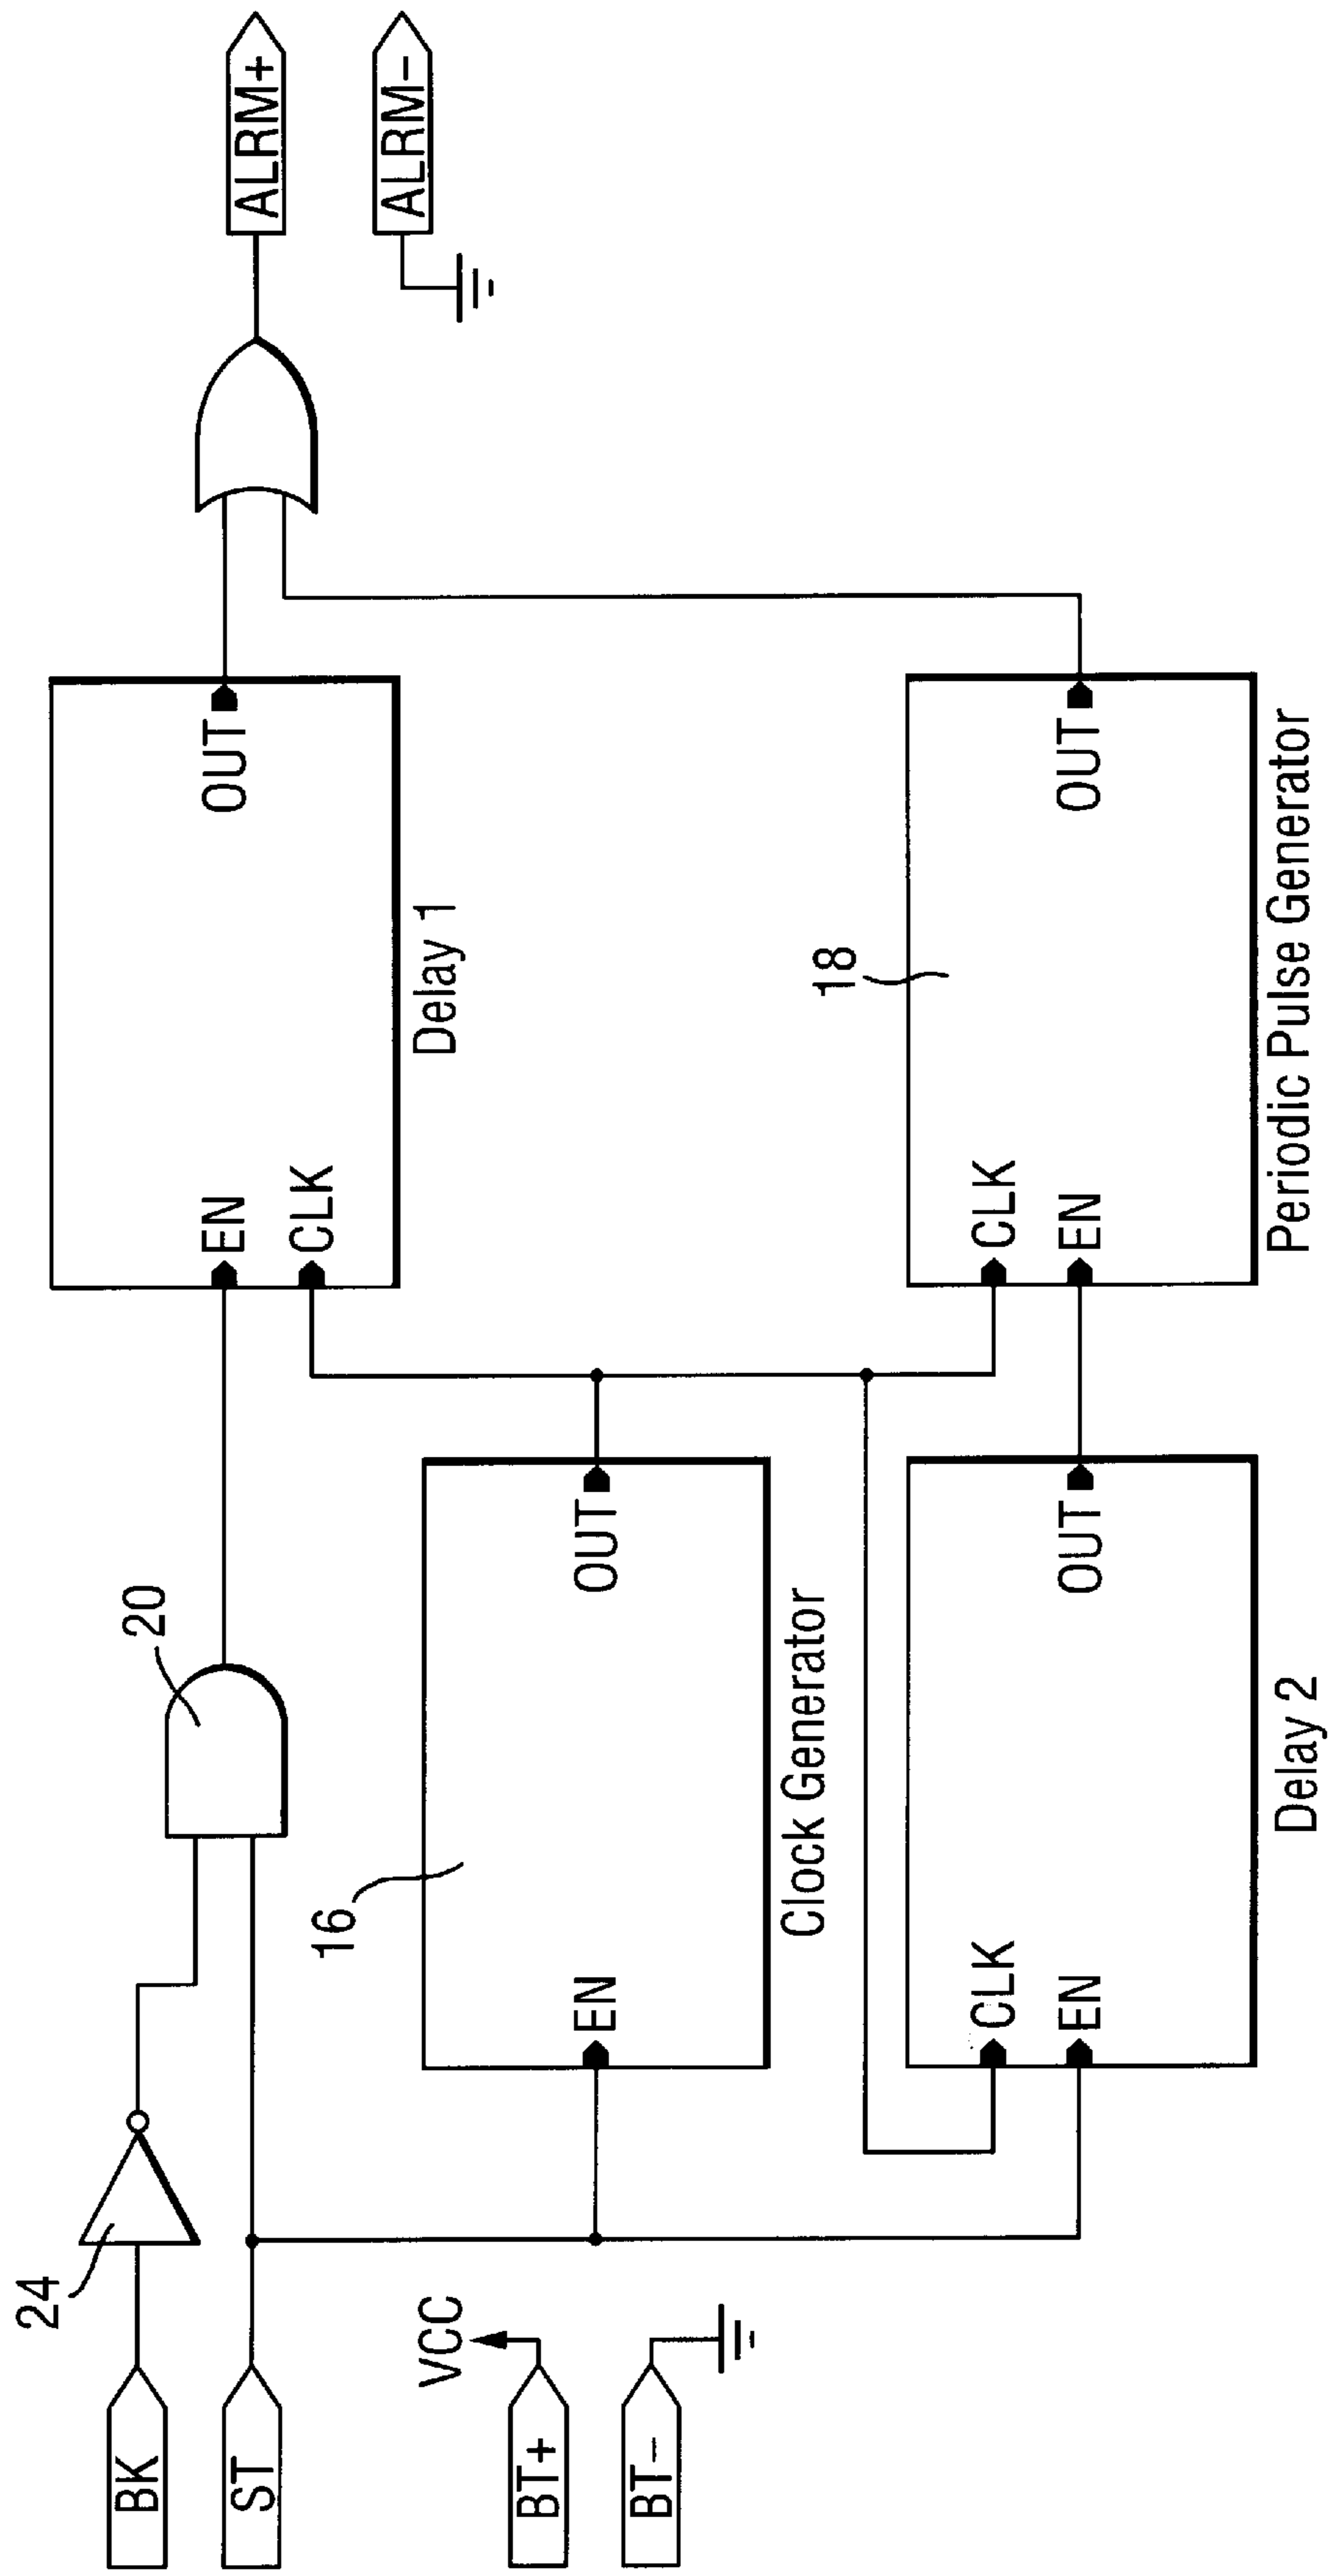 BK
24
ST
20
EN
CLK
OUT
Delay 1
ALRM+
ALRM-
VCC
BT+
BT-
16
EN
OUT
Clock Generator
CLK
EN
OUT
Delay 2
18
CLK
EN
OUT
Periodic Pulse Generator